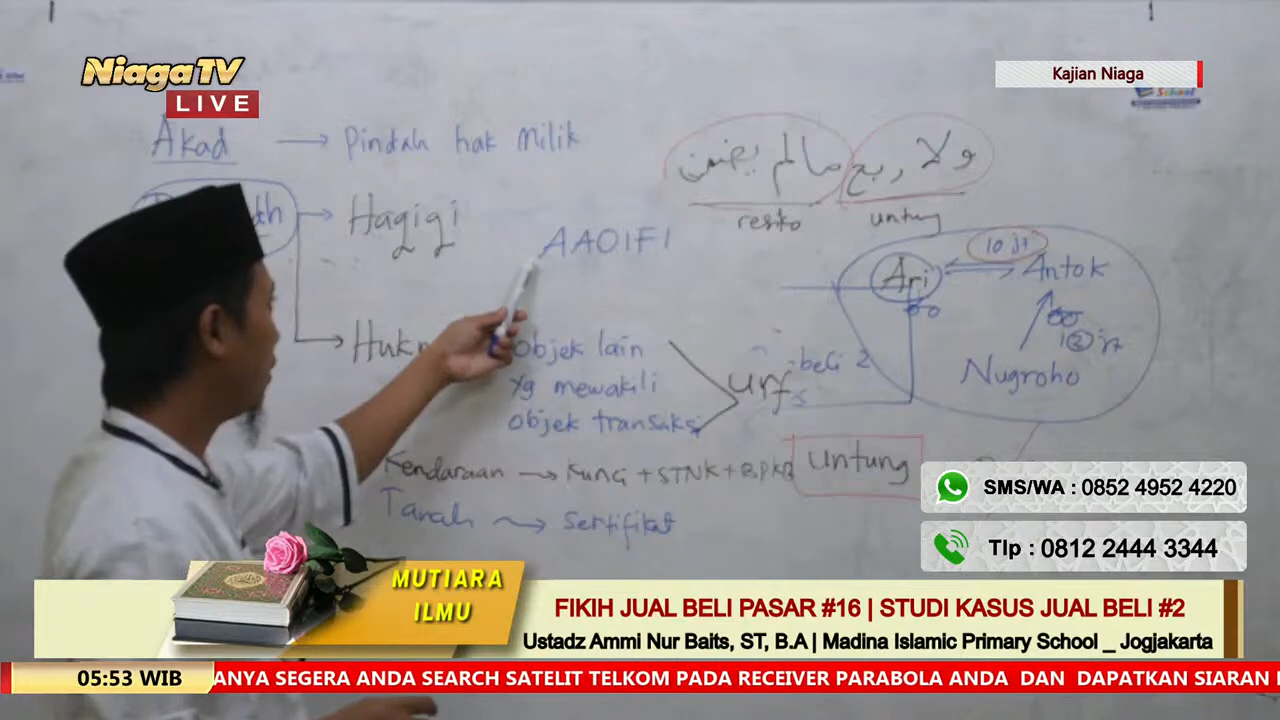 NiagaTV
LIVE
Kajian Niaga
School
Akad → Pindah hak milik
ولا ربح مالم يضمن
resiko untung
Haqiqi
AAOIFI
Ari
10 jt
Antok
Nugroho
Objek lain
yg mewakili
objek transaksi
urf
beli 2
Kendaraan → Kunci + STNK + BPKB
Untung
Tanah → Sertifikat
SMS/WA : 0852 4952 4220
Tlp : 0812 2444 3344
MUTIARA
ILMU
FIKIH JUAL BELI PASAR #16 | STUDI KASUS JUAL BELI #2
Ustadz Ammi Nur Baits, ST, B.A | Madina Islamic Primary School _ Jogjakarta
05:53 WIB
ANYA SEGERA ANDA SEARCH SATELIT TELKOM PADA RECEIVER PARABOLA ANDA DAN DAPATKAN SIARAN